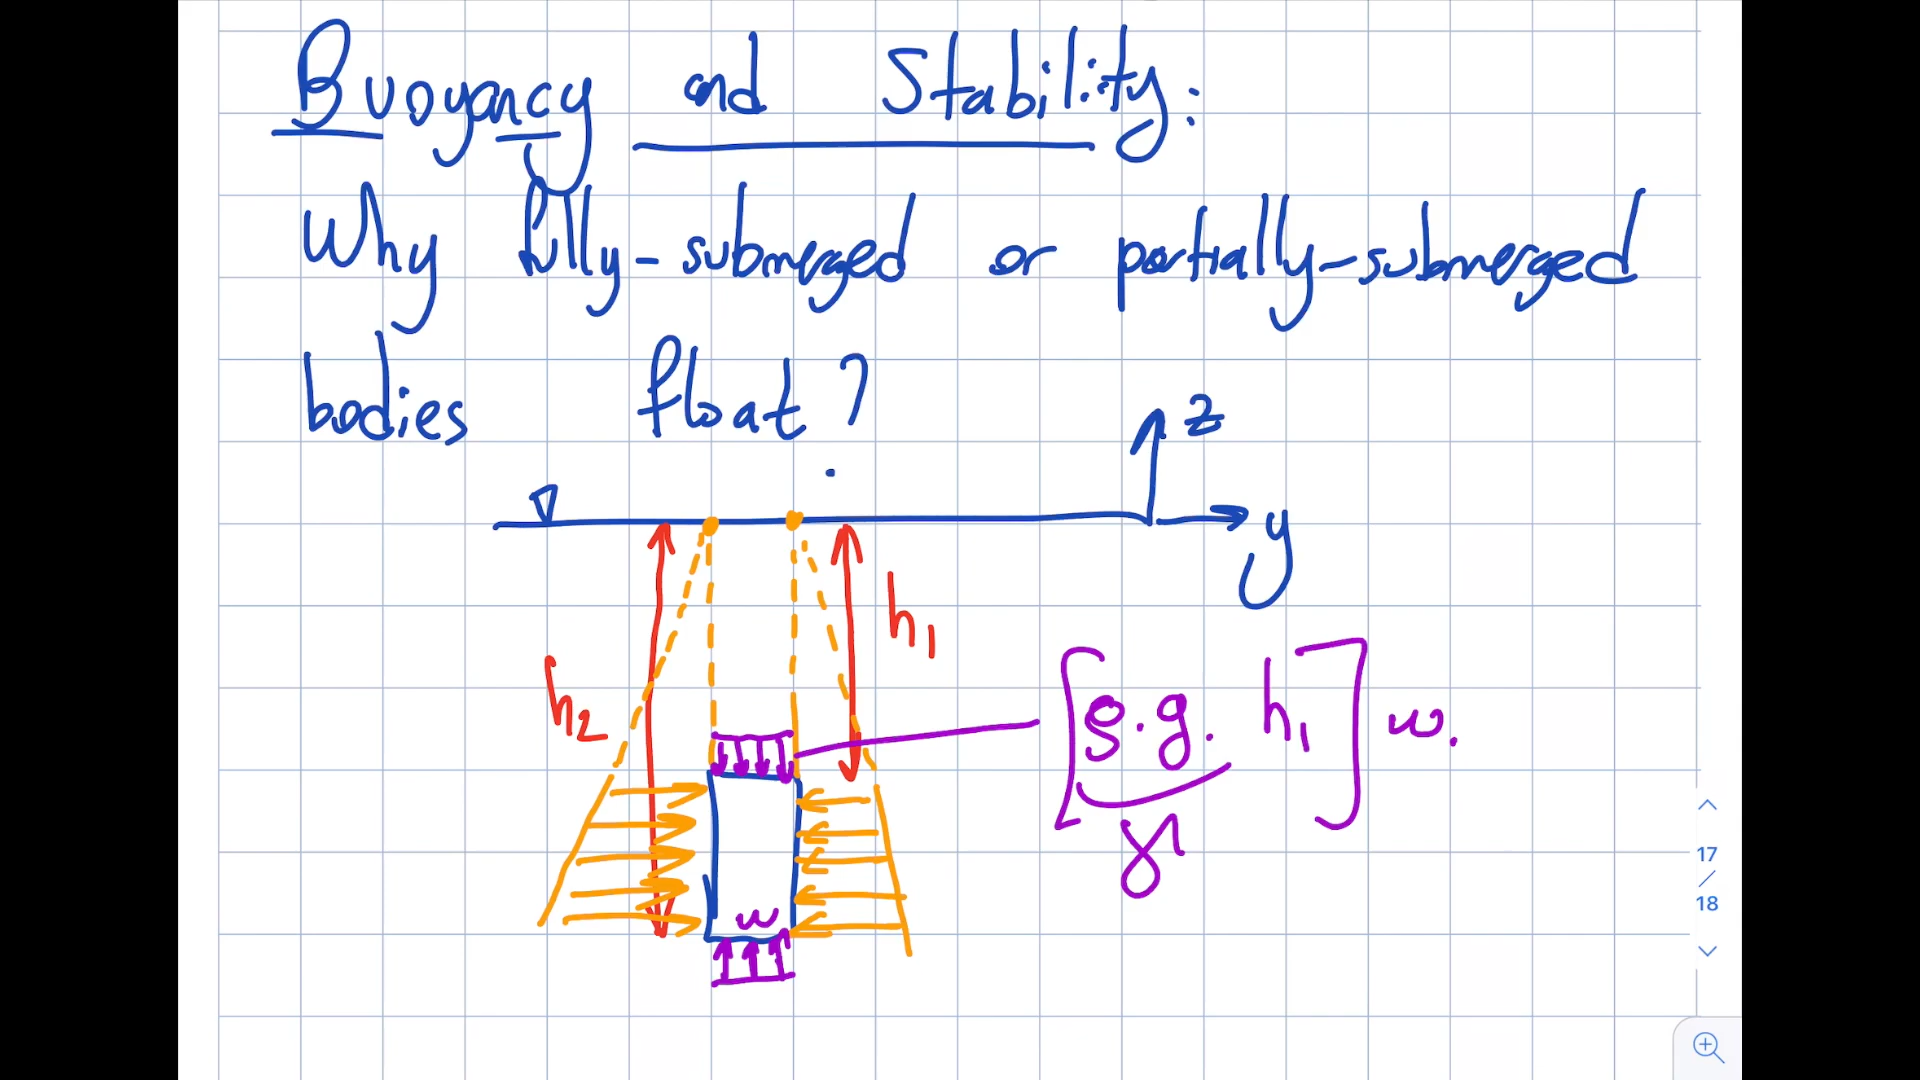 Buoyancy and Stability:
Why fully-submerged or partially-submerged
bodies float?
z
y
h1
h2
[ρ.g. h1] w.
γ
w
17
/
18